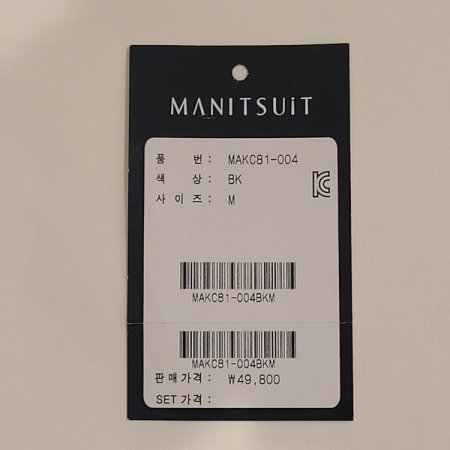 MANITSUiT
품 번 : MAKC81-004
색 상 : BK
사 이 즈 : M
MAKC81-004BKM
MAKC81-004BKM
판 매 가 격 : ₩49,800
SET 가 격 :